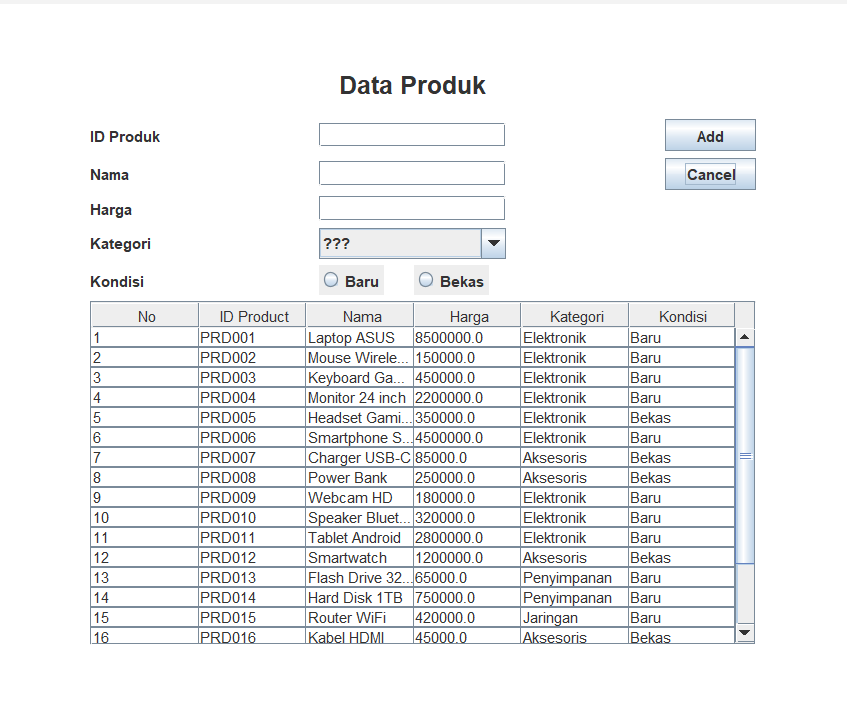 Data Produk
ID Produk Add
Nama Cancel
Harga
Kategori ???
Kondisi Baru Bekas
No ID Product Nama Harga Kategori Kondisi
1 PRD001 Laptop ASUS 8500000.0 Elektronik Baru
2 PRD002 Mouse Wirele... 150000.0 Elektronik Baru
3 PRD003 Keyboard Ga... 450000.0 Elektronik Baru
4 PRD004 Monitor 24 inch 2200000.0 Elektronik Baru
5 PRD005 Headset Gami... 350000.0 Elektronik Bekas
6 PRD006 Smartphone S... 4500000.0 Elektronik Baru
7 PRD007 Charger USB-C 85000.0 Aksesoris Bekas
8 PRD008 Power Bank 250000.0 Aksesoris Bekas
9 PRD009 Webcam HD 180000.0 Elektronik Baru
10 PRD010 Speaker Bluet... 320000.0 Elektronik Baru
11 PRD011 Tablet Android 2800000.0 Elektronik Baru
12 PRD012 Smartwatch 1200000.0 Aksesoris Bekas
13 PRD013 Flash Drive 32... 65000.0 Penyimpanan Baru
14 PRD014 Hard Disk 1TB 750000.0 Penyimpanan Baru
15 PRD015 Router WiFi 420000.0 Jaringan Baru
16 PRD016 Kabel HDMI 45000.0 Aksesoris Bekas